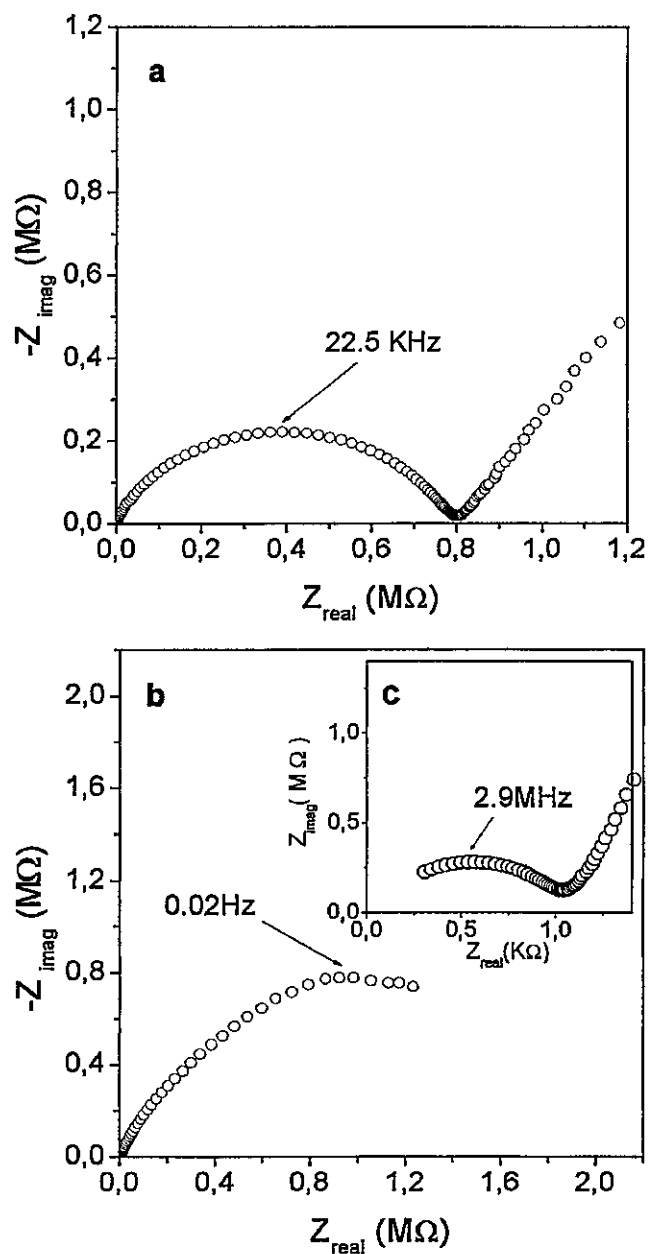 a
1,2
1,0
0,8
0,6
0,4
0,2
0,0
-Z imag (MΩ)
22.5 KHz
0,0 0,2 0,4 0,6 0,8 1,0 1,2
Z real (MΩ)
b
2,0
1,6
1,2
0,8
0,4
0,0
-Z imag (MΩ)
0.02Hz
0,0 0,4 0,8 1,2 1,6 2,0
Z real (MΩ)
c
1,0
0,5
0,0
Z imag (MΩ)
2.9MHz
0,0 0,5 1,0
Z real (KΩ)